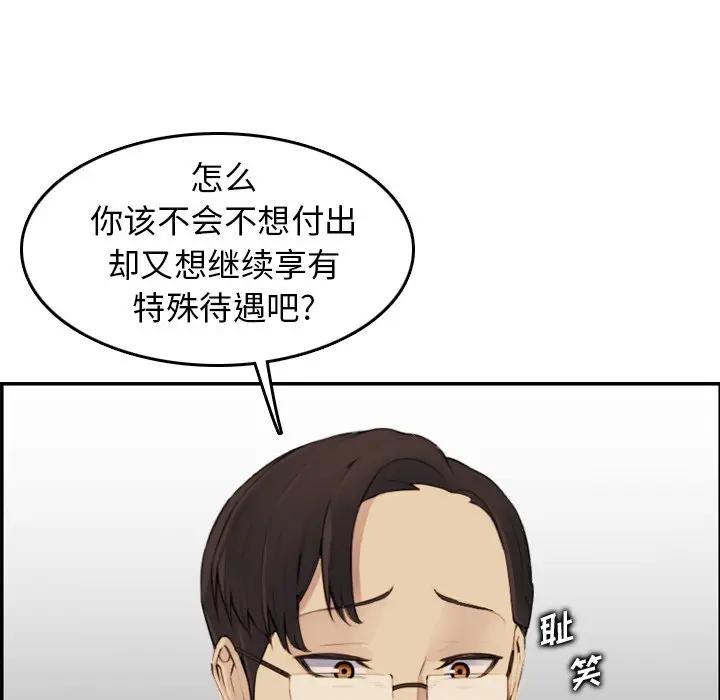 怎么
你该不会不想付出
却又想继续享有
特殊待遇吧?
耻
笑